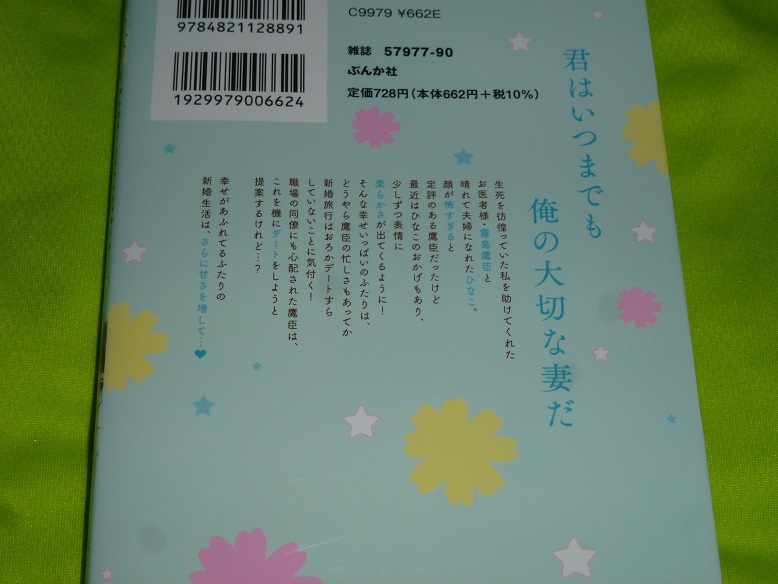 9784821128891
1929979006624
C9979 ¥662E
雑誌 57977-90
ぶんか社
定価728円(本体662円+税10%)
君はいつまでも
俺の大切な妻だ
生死を彷徨っていた私を助けてくれた
お医者様・霧島鷹臣と
晴れて夫婦になれたひなこ。
顔が怖すぎると
定評のある鷹臣だったけど
最近はひなこのおかげもあり、
少しずつ表情に
柔らかさが出てくるように!
そんな幸せいっぱいのふたりは、
どうやら鷹臣の忙しさもあってか
新婚旅行はおろかデートすら
していないことに気付く!
職場の同僚にも心配された鷹臣は、
これを機にデートをしようと
提案するけれど…?
幸せがあふれてるふたりの
新婚生活は、さらに甘さを増して…♥